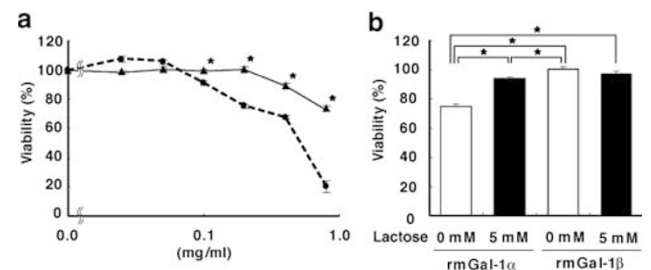 a
120
100
80
60
40
20
0
Viability (%)
0.0
0.1
1.0
(mg/ml)
* * * *
b
120
100
80
60
40
20
0
Viability (%)
* * * *
Lactose 0 mM 5 mM 0 mM 5 mM
rmGal-1α rmGal-1β